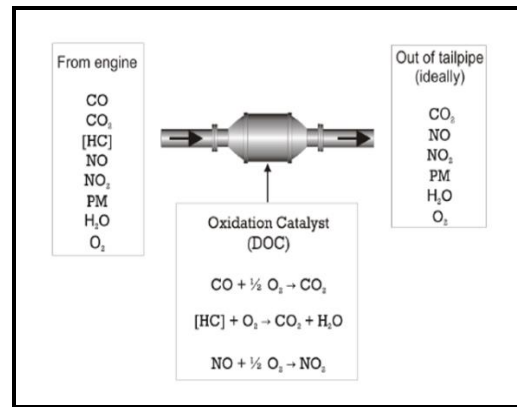 From engine
CO
CO₂
[HC]
NO
NO₂
PM
H₂O
O₂
Oxidation Catalyst
(DOC)
CO + ½ O₂ → CO₂
[HC] + O₂ → CO₂ + H₂O
NO + ½ O₂ → NO₂
Out of tailpipe
(ideally)
CO₂
NO
NO₂
PM
H₂O
O₂